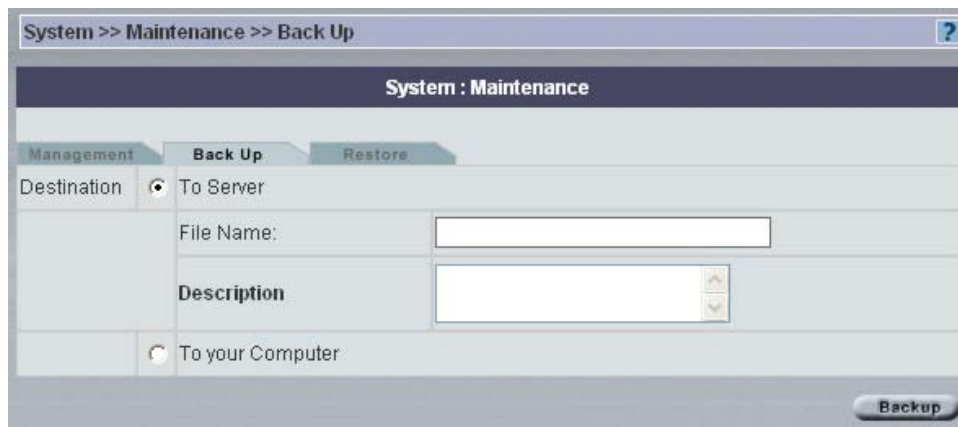 System >> Maintenance >> Back Up ?
System : Maintenance
Management Back Up Restore
Destination To Server
File Name:
Description
To your Computer
Backup